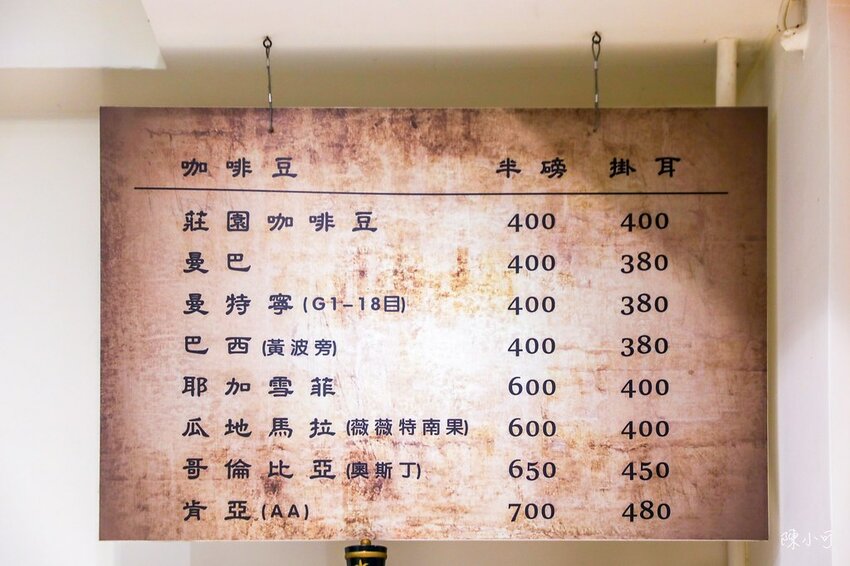 咖啡豆 半磅 掛耳
莊園咖啡豆 400 400
曼巴 400 380
曼特寧(G1-18目) 400 380
巴西(黃波旁) 400 380
耶加雪菲 600 400
瓜地馬拉(薇薇特南果) 600 400
哥倫比亞(奧斯丁) 650 450
肯亞(AA) 700 480
陳小可